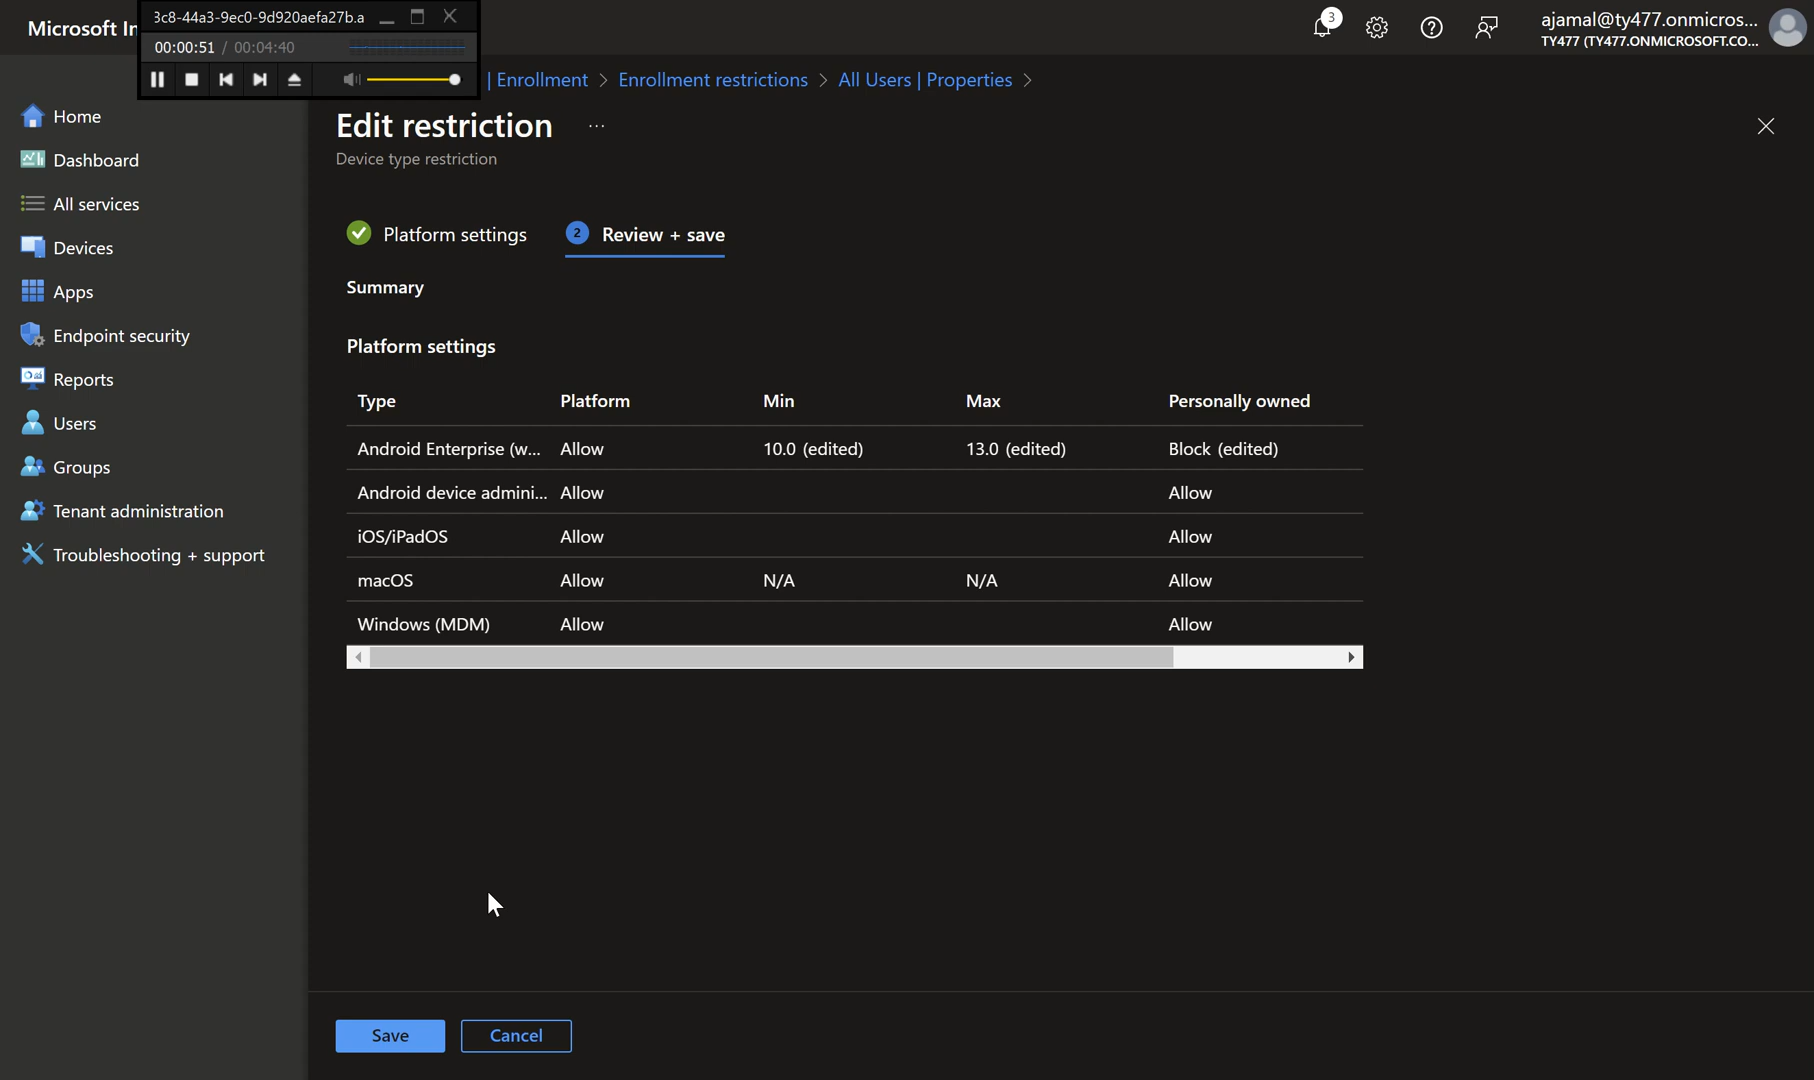 Microsoft In
3c8-44a3-9ec0-9d920aefa27b.a
00:00:51 / 00:04:40
3
ajamal@ty477.onmicros...
TY477 (TY477.ONMICROSOFT.CO...
| Enrollment > Enrollment restrictions > All Users | Properties >
Home
Dashboard
All services
Devices
Apps
Endpoint security
Reports
Users
Groups
Tenant administration
Troubleshooting + support
Edit restriction ...
Device type restriction
Platform settings 2 Review + save
Summary
Platform settings
Type Platform Min Max Personally owned
Android Enterprise (w... Allow 10.0 (edited) 13.0 (edited) Block (edited)
Android device admini... Allow Allow
iOS/iPadOS Allow Allow
macOS Allow N/A N/A Allow
Windows (MDM) Allow Allow
Save Cancel